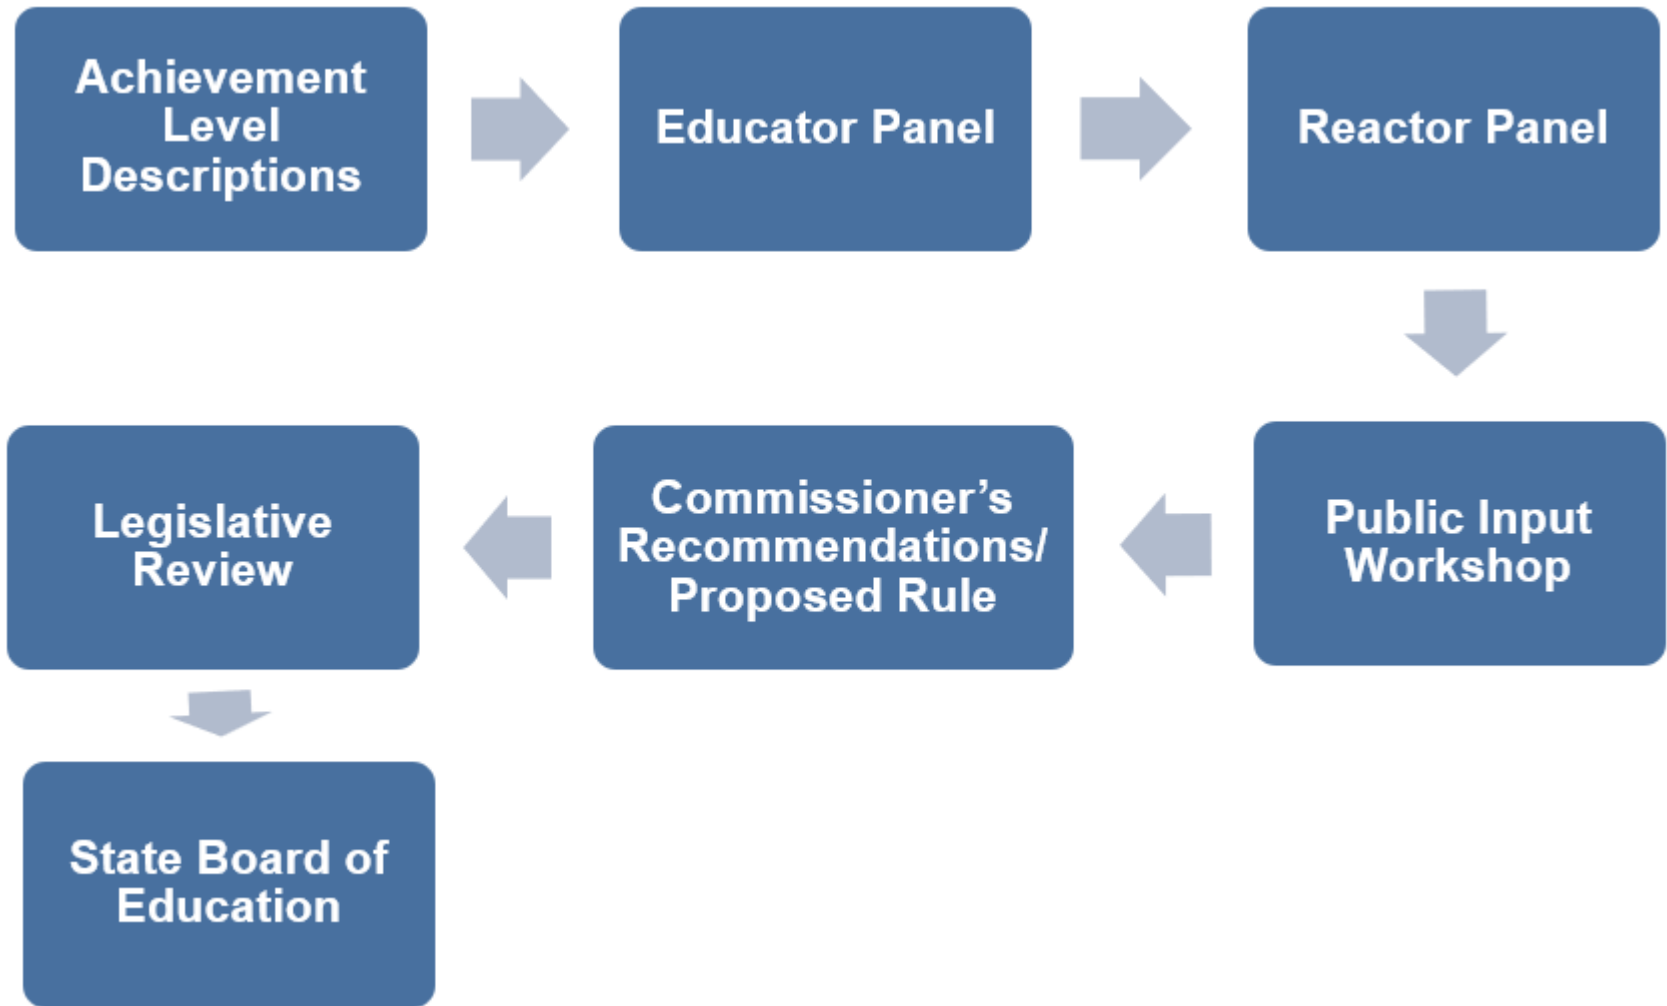 Achievement
Level
Descriptions
Educator Panel
Reactor Panel
Public Input
Workshop
Commissioner’s
Recommendations/
Proposed Rule
Legislative
Review
State Board of
Education